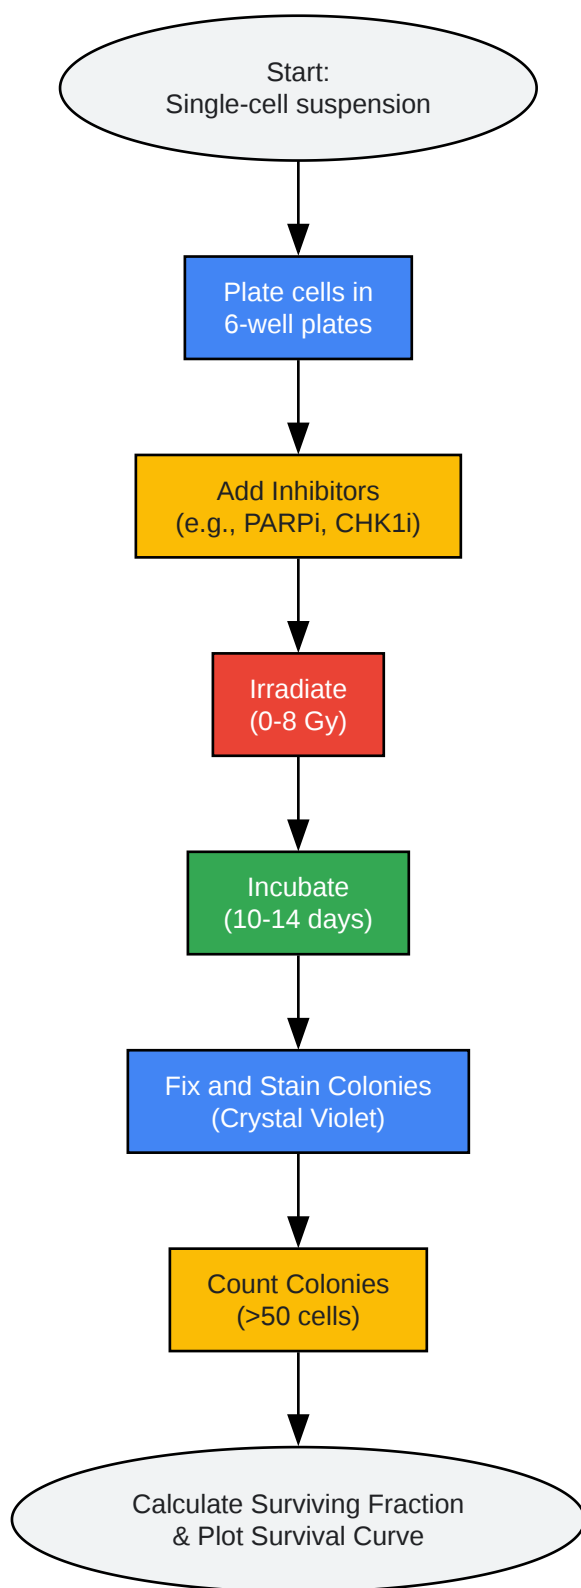 Start:
Single-cell suspension
Plate cells in
6-well plates
Add Inhibitors
(e.g., PARPi, CHK1i)
Irradiate
(0-8 Gy)
Incubate
(10-14 days)
Fix and Stain Colonies
(Crystal Violet)
Count Colonies
(>50 cells)
Calculate Surviving Fraction
& Plot Survival Curve